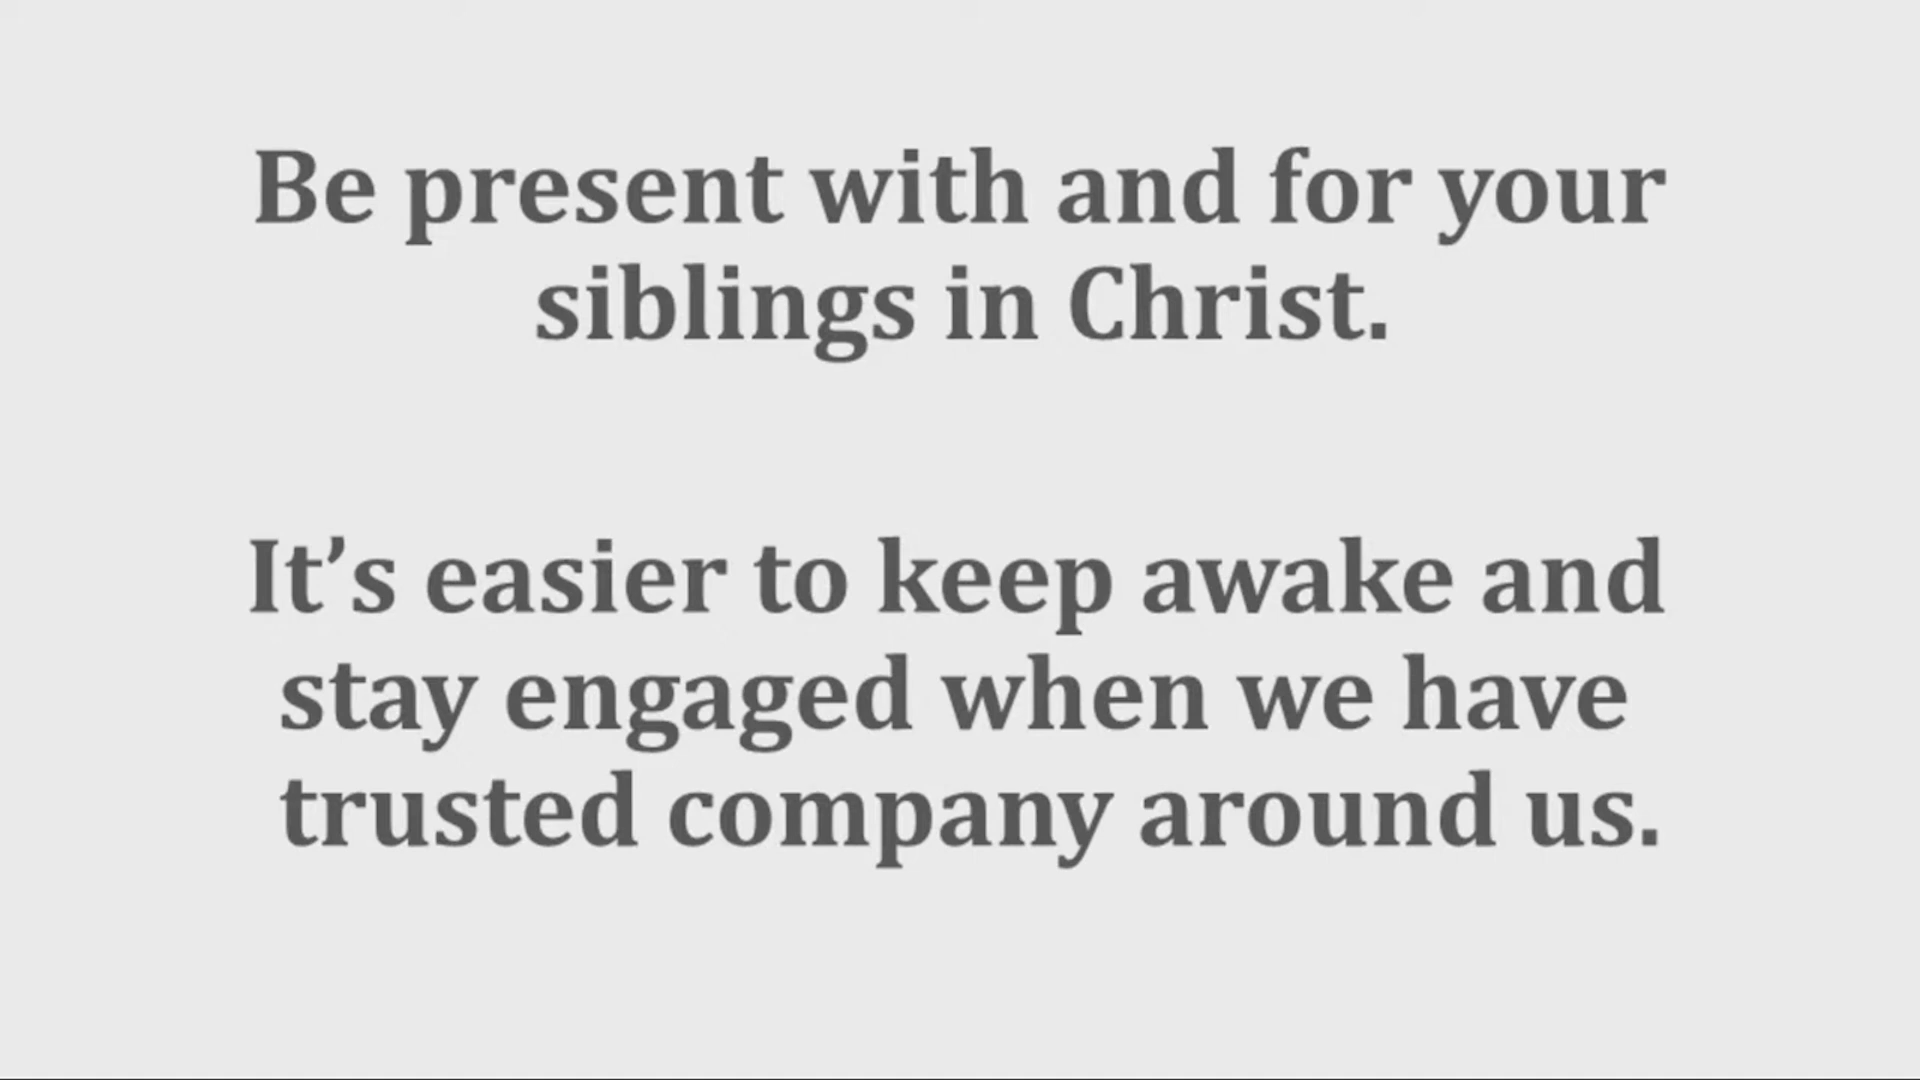 Be present with and for your
siblings in Christ.
It’s easier to keep awake and
stay engaged when we have
trusted company around us.